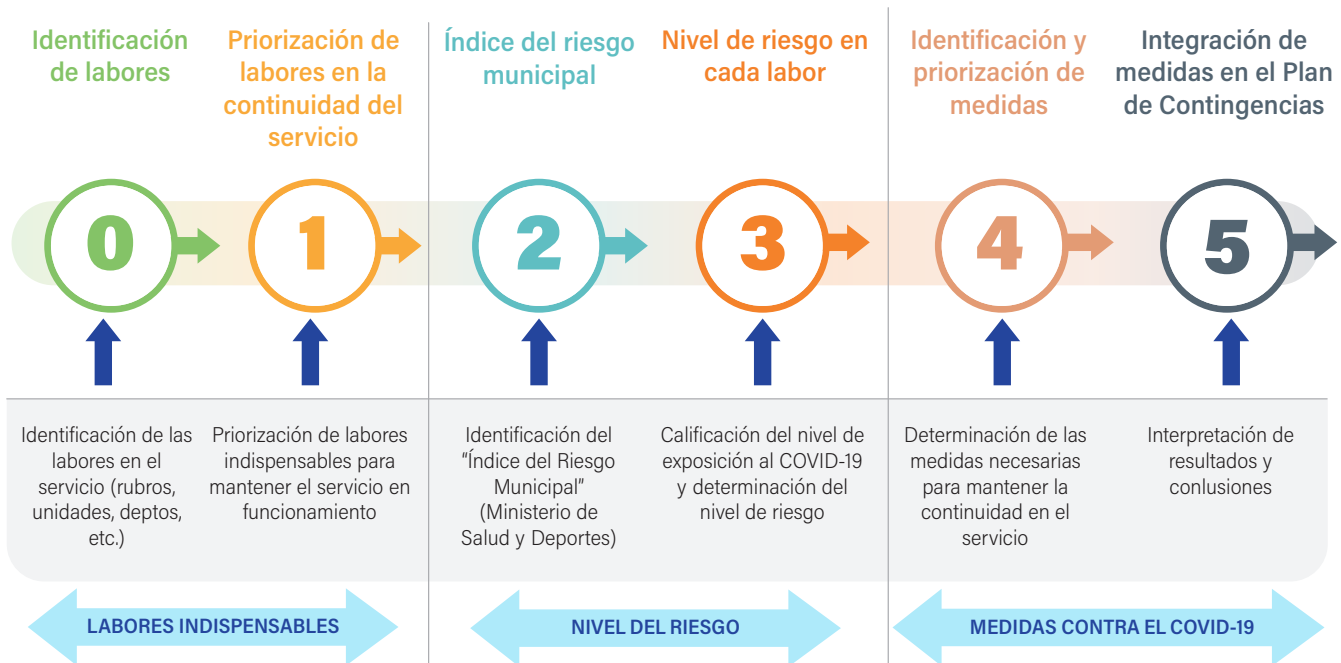 Identificación
de labores
Priorización de
labores en la
continuidad del
servicio
Índice del riesgo
municipal
Nivel de riesgo en
cada labor
Identificación y
priorización de
medidas
Integración de
medidas en el Plan
de Contingencias
0
1
2
3
4
5
Identificación de las
labores en el
servicio (rubros,
unidades, deptos,
etc.)
Priorización de labores
indispensables para
mantener el servicio en
funcionamiento
Identificación del
"Índice del Riesgo
Municipal"
(Ministerio de
Salud y Deportes)
Calificación del nivel de
exposición al COVID-19
y determinación del
nivel de riesgo
Determinación de las
medidas necesarias
para mantener la
continuidad en el
servicio
Interpretación de
resultados y
conlusiones
LABORES INDISPENSABLES
NIVEL DEL RIESGO
MEDIDAS CONTRA EL COVID-19